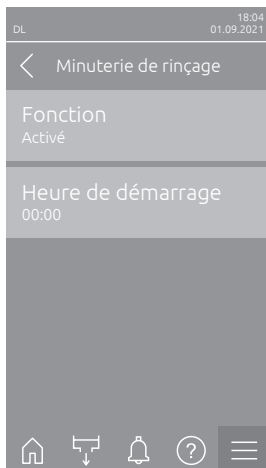 18:04
DL 01.09.2021
Minuterie de rinçage
Fonction
Activé
Heure de démarrage
00:00
?